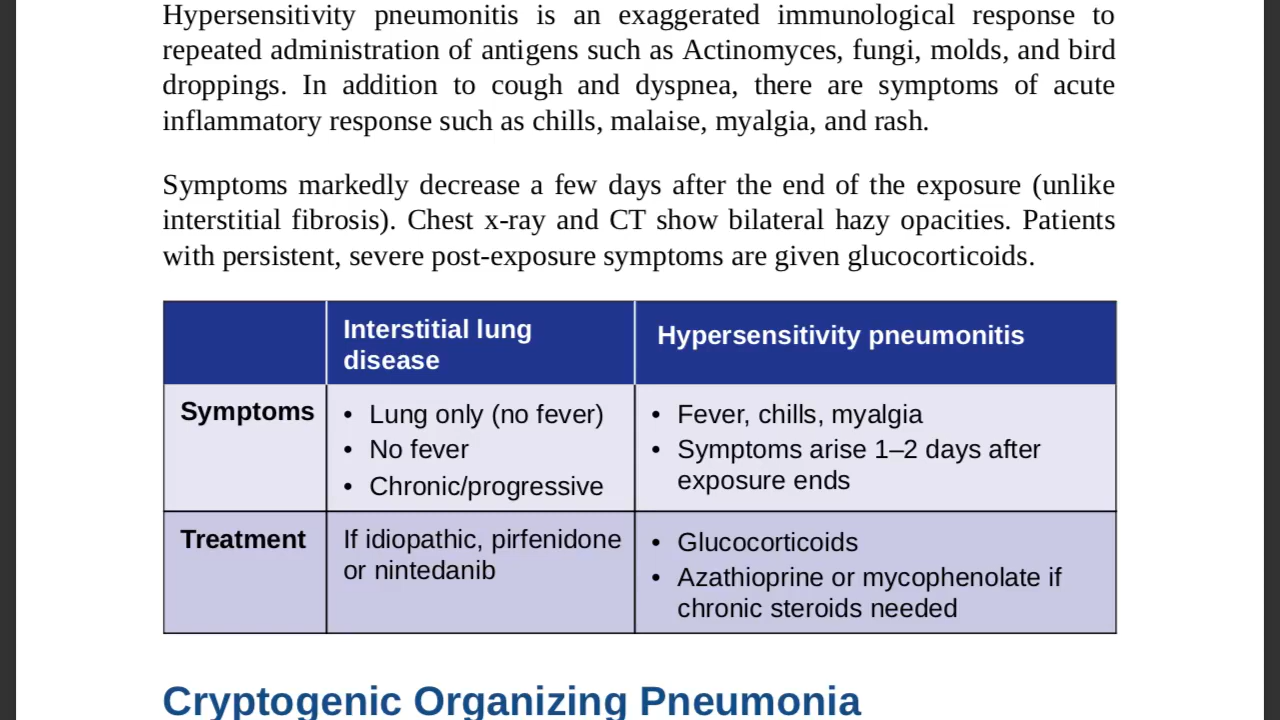 Hypersensitivity pneumonitis is an exaggerated immunological response to
repeated administration of antigens such as Actinomyces, fungi, molds, and bird
droppings. In addition to cough and dyspnea, there are symptoms of acute
inflammatory response such as chills, malaise, myalgia, and rash.
Symptoms markedly decrease a few days after the end of the exposure (unlike
interstitial fibrosis). Chest x-ray and CT show bilateral hazy opacities. Patients
with persistent, severe post-exposure symptoms are given glucocorticoids.
Interstitial lung
disease
Hypersensitivity pneumonitis
Symptoms
• Lung only (no fever)
• No fever
• Chronic/progressive
• Fever, chills, myalgia
• Symptoms arise 1–2 days after
exposure ends
Treatment
If idiopathic, pirfenidone
or nintedanib
• Glucocorticoids
• Azathioprine or mycophenolate if
chronic steroids needed
Cryptogenic Organizing Pneumonia